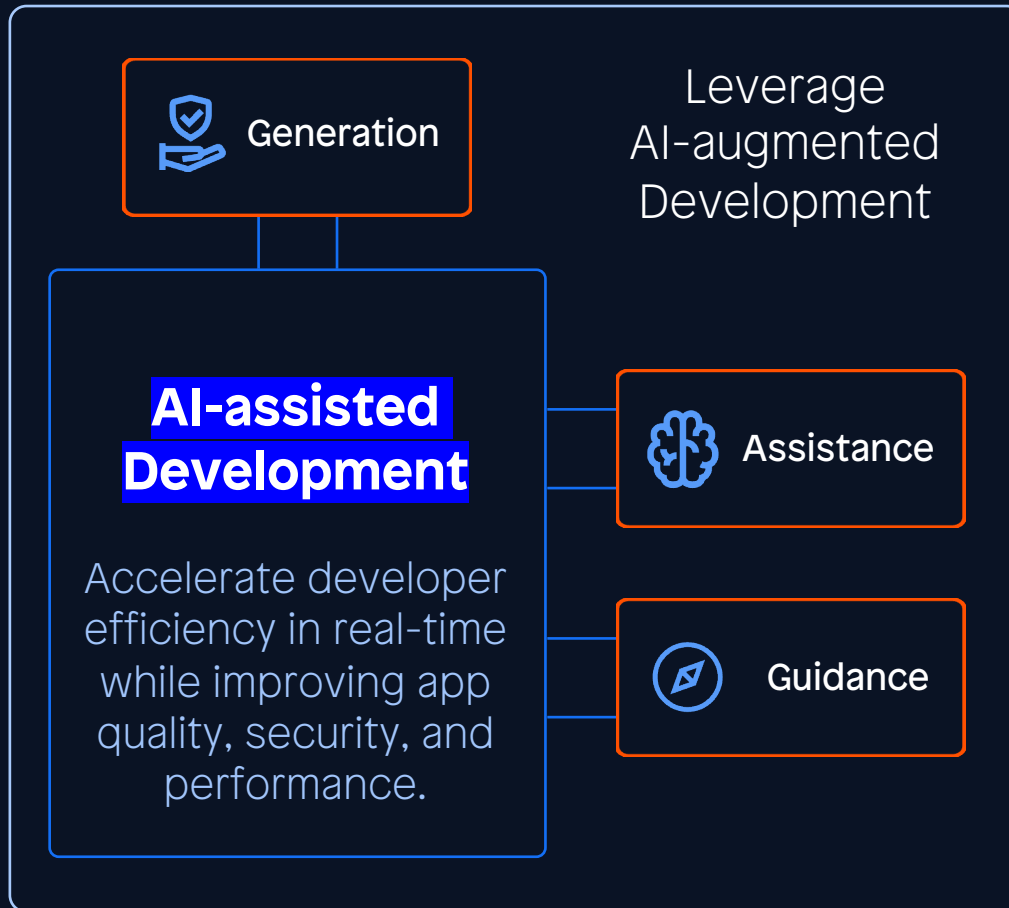 Generation
Leverage
AI-augmented
Development
AI-assisted
Development
Accelerate developer
efficiency in real-time
while improving app
quality, security, and
performance.
Assistance
Guidance